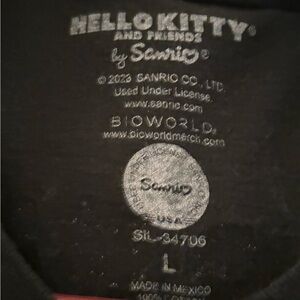 HELLO KITTY®
AND FRIENDS
by Sanrio®
© 2023 SANRIO CO., LTD.
Used Under License.
www.sanrio.com
BIOWORLD®
www.bioworldmerch.com
Sanrio
USA
SIL-34706
L
MADE IN MEXICO
100%